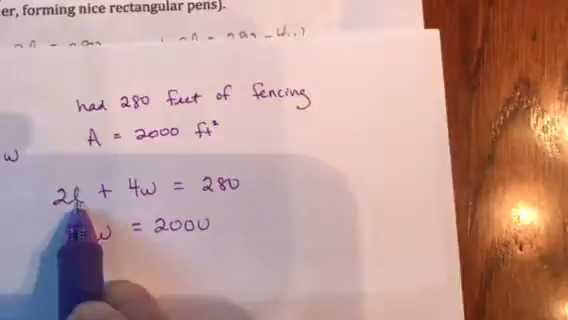 er, forming nice rectangular pens).
had 280 feet of fencing
A = 2000 ft²
w
2l + 4w = 280
w = 2000